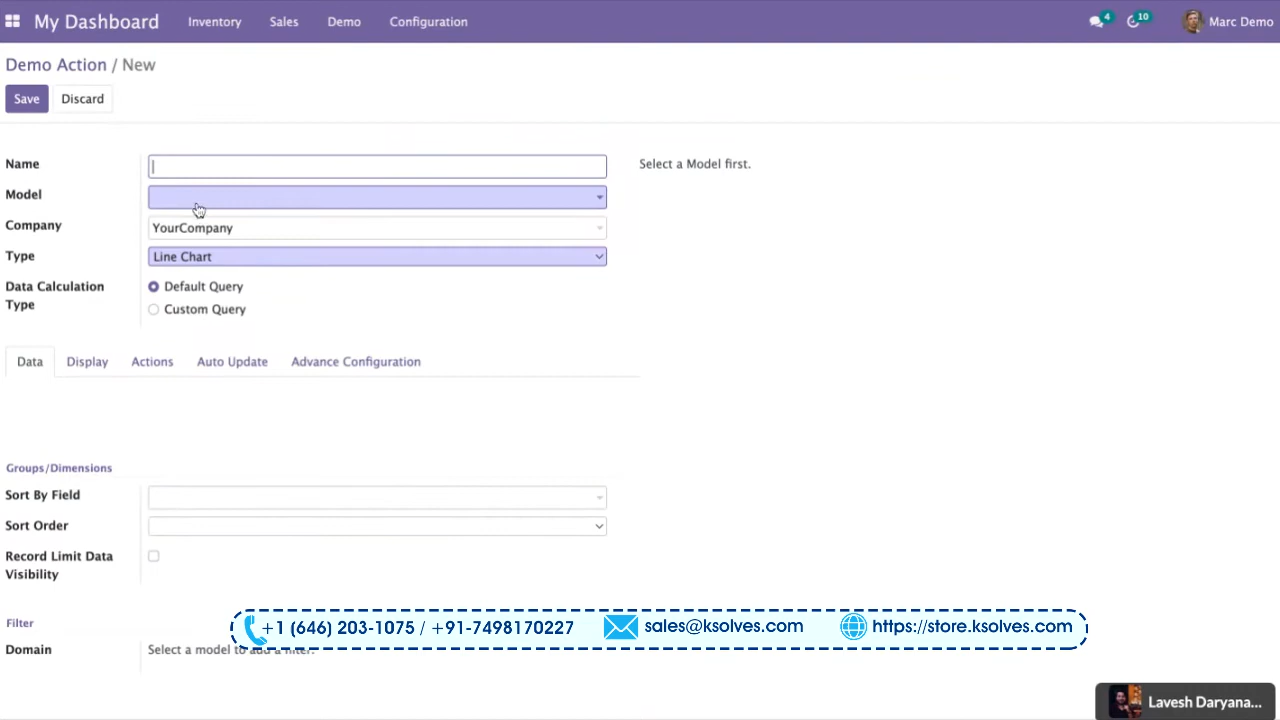 My Dashboard Inventory Sales Demo Configuration 4 10 Marc Demo
Demo Action / New
Save Discard
Name Select a Model first.
Model
Company YourCompany
Type Line Chart
Data Calculation Type Default Query
Custom Query
Data Display Actions Auto Update Advance Configuration
Groups/Dimensions
Sort By Field
Sort Order
Record Limit Data
Visibility
Filter
+1 (646) 203-1075 / +91-7498170227 sales@ksolves.com https://store.ksolves.com
Domain Select a model to add a filter.
Lavesh Daryana...